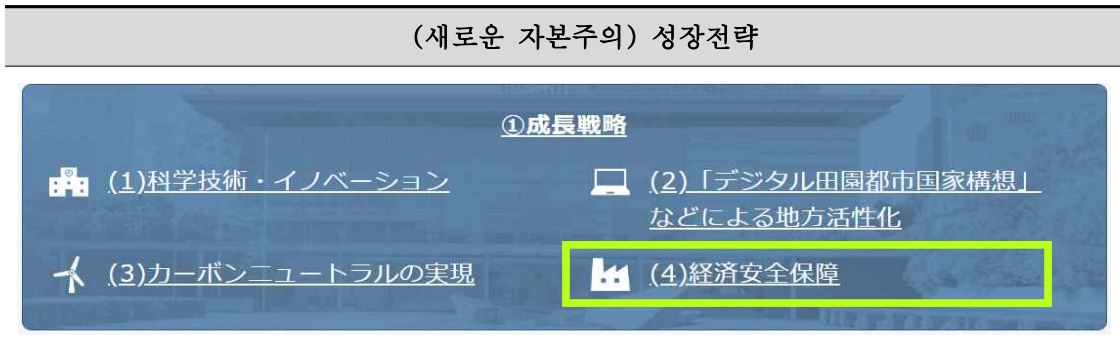 (새로운 자본주의) 성장전략
①成長戦略
(1)科学技術・イノベーション
(2)「デジタル田園都市国家構想」
などによる地方活性化
(3)カーボンニュートラルの実現
(4)経済安全保障